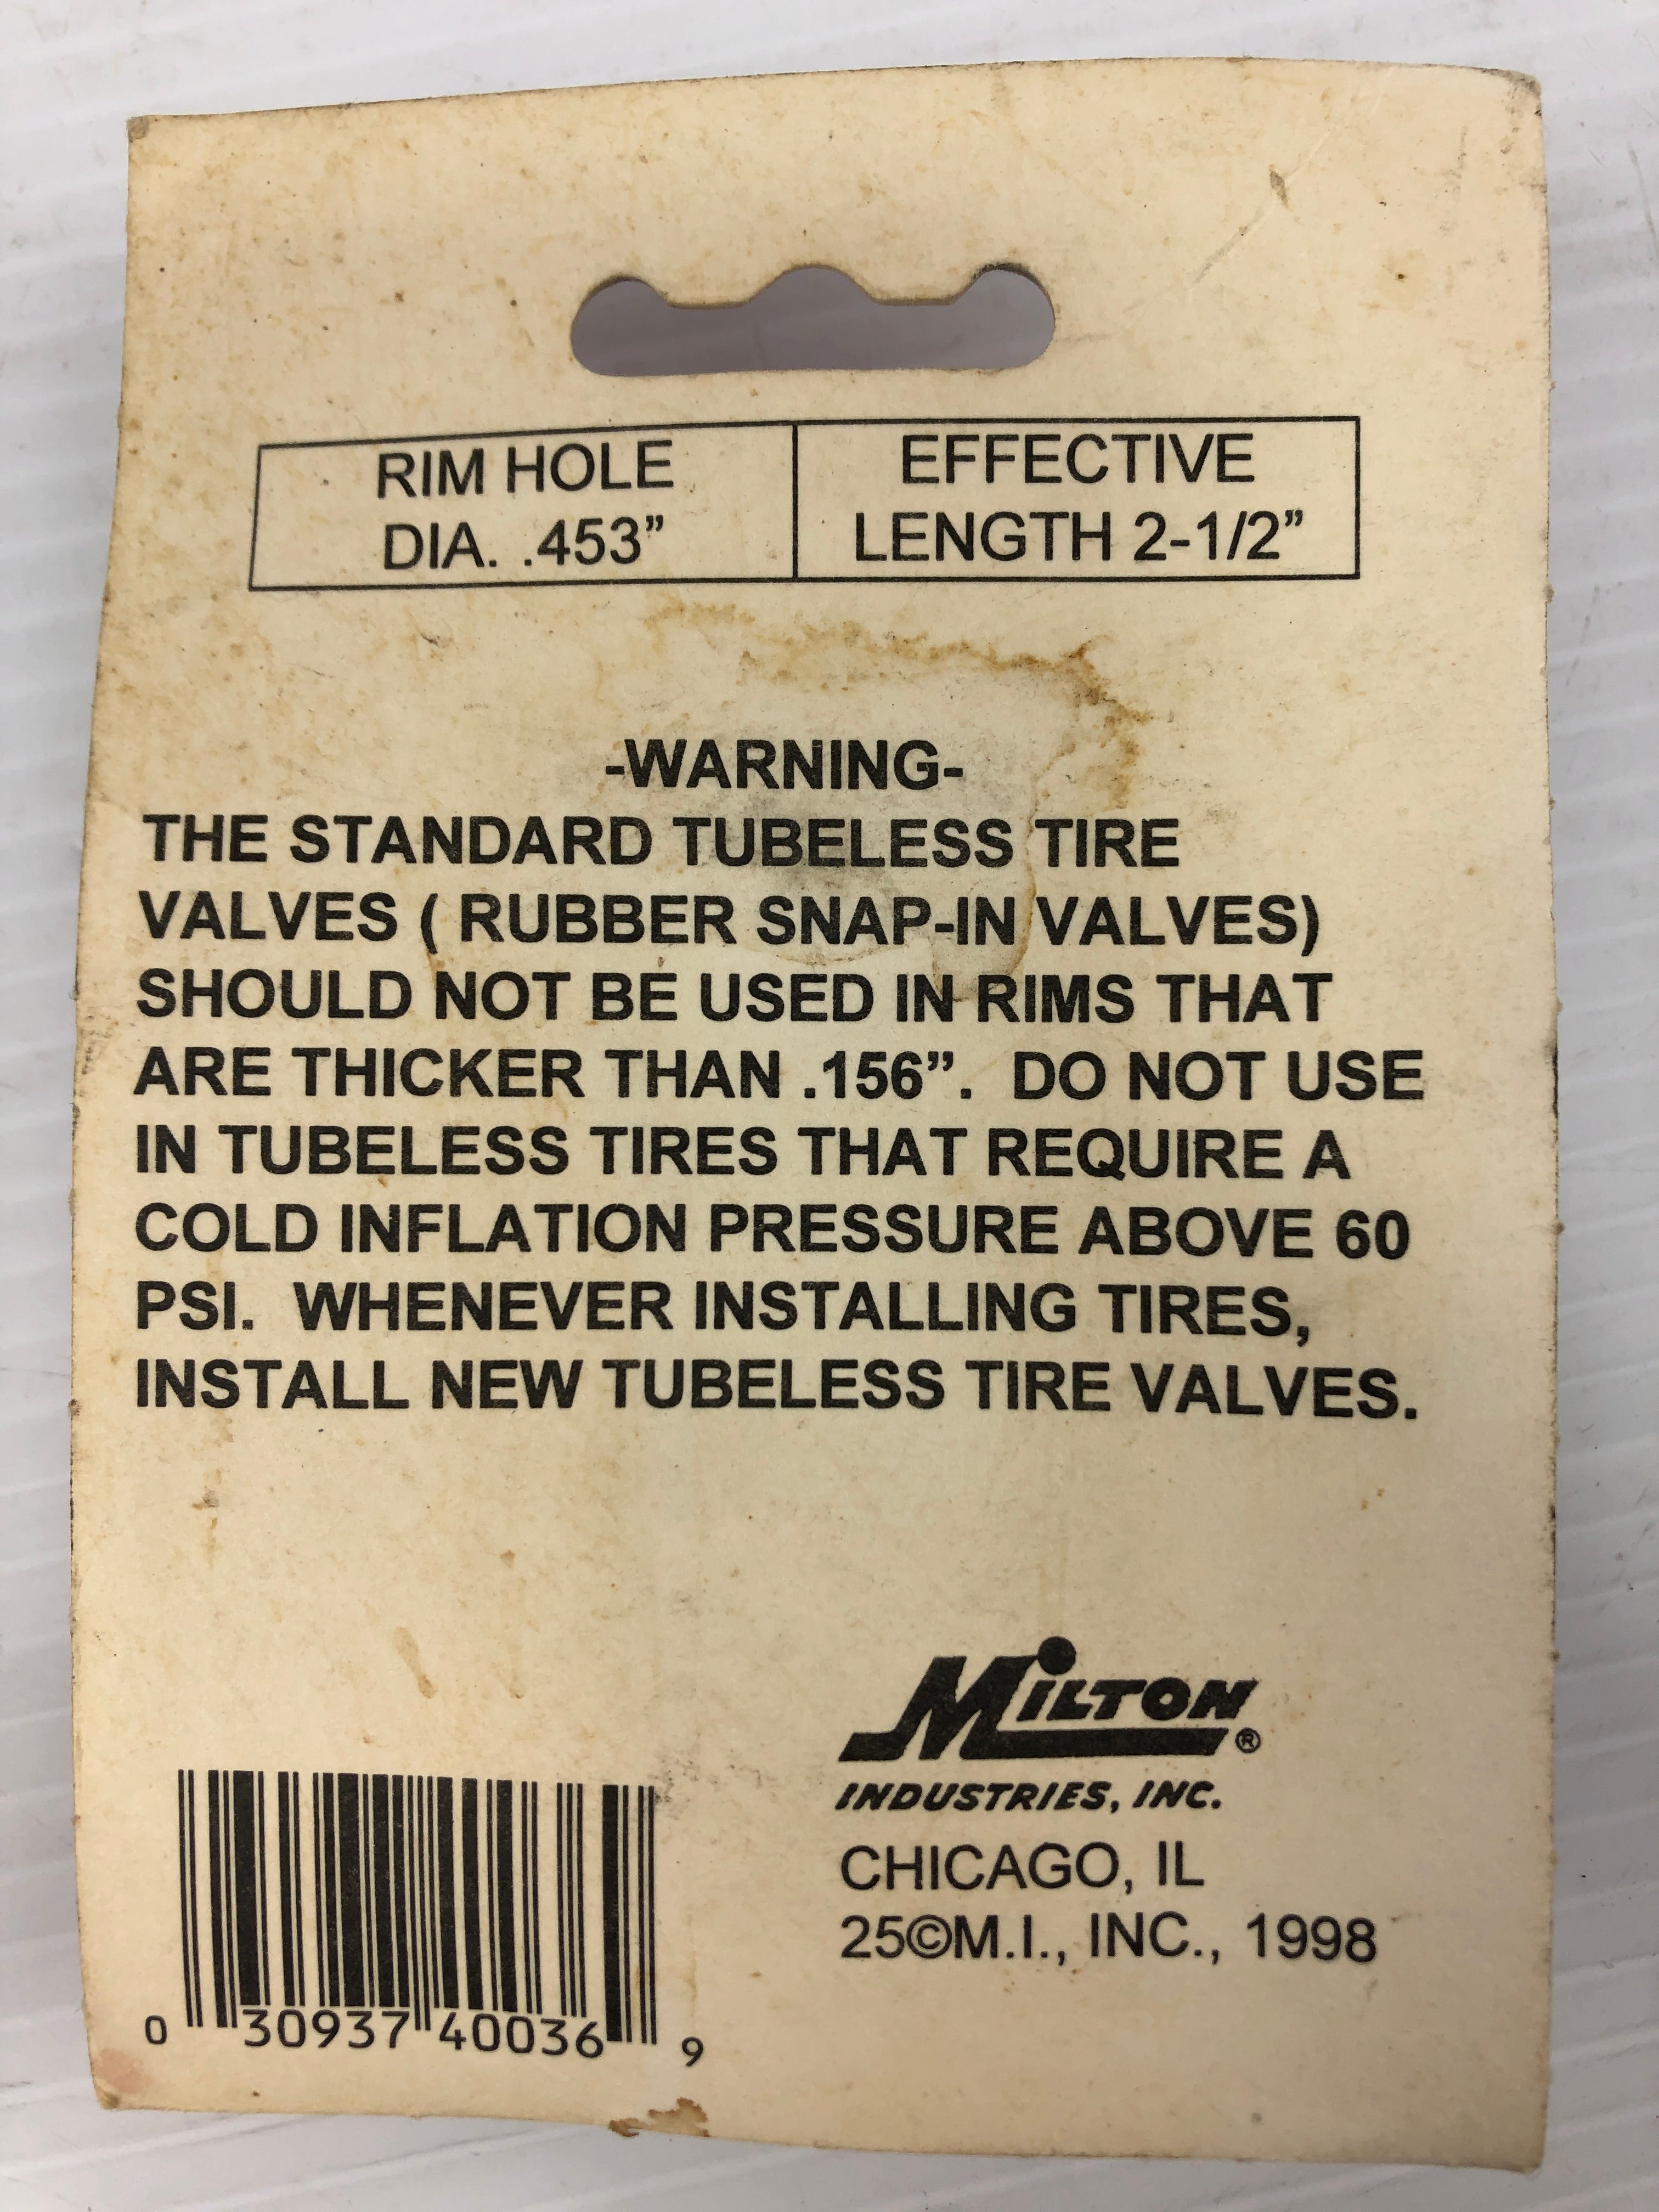 RIM HOLE
DIA. .453”
EFFECTIVE
LENGTH 2-1/2”
-WARNING-
THE STANDARD TUBELESS TIRE
VALVES ( RUBBER SNAP-IN VALVES)
SHOULD NOT BE USED IN RIMS THAT
ARE THICKER THAN .156”.  DO NOT USE
IN TUBELESS TIRES THAT REQUIRE A
COLD INFLATION PRESSURE ABOVE 60
PSI.  WHENEVER INSTALLING TIRES,
INSTALL NEW TUBELESS TIRE VALVES.
MILTON®
INDUSTRIES, INC.
CHICAGO, IL
25©M.I., INC., 1998
0 30937 40036 9